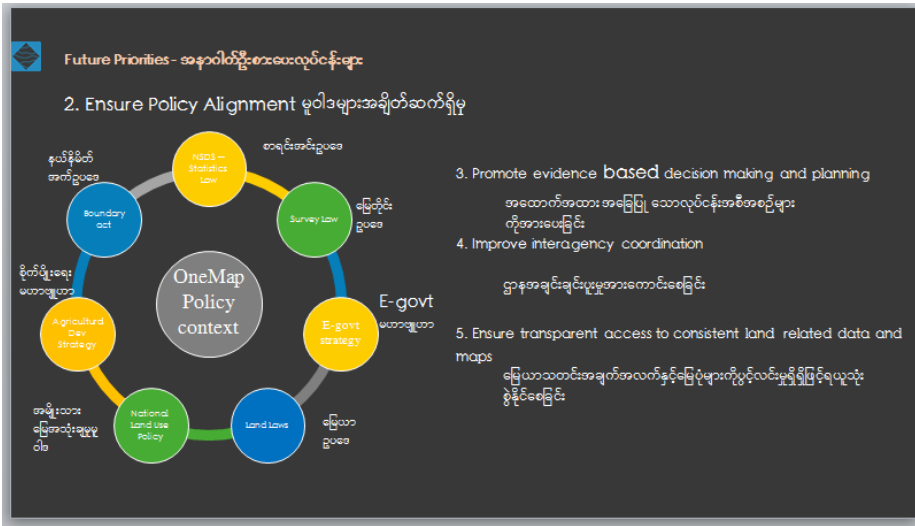 Future Priorities - အနာဂါတ်ဦးစားပေးလုပ်ငန်းများ
2. Ensure Policy Alignment မူဝါဒများအချိတ်ဆက်ရှိမှု
NSDS –
Statistics
Law
စာရင်းအင်းဥပဒေ
Survey Law
မြေတိုင်း
ဥပဒေ
E-govt
strategy
E-govt
မဟာဗျူဟာ
Land Laws
မြေယာ
ဥပဒေ
National
Land Use
Policy
အမျိုးသား
မြေအသုံးချမှုမူ
ဝါဒ
Agricultural
Dev
Strategy
စိုက်ပျိုးရေး
မဟာဗျူဟာ
Boundary
act
နယ်နိမိတ်
အက်ဥပဒေ
OneMap
Policy
context
3. Promote evidence based decision making and planning
အထောက်အထား အခြေပြု သောလုပ်ငန်းအစီအစဉ်များ
ကိုအားပေးခြင်း
4. Improve interagency coordination
ဌာနအချင်းချင်းပူးမှုအားကောင်းစေခြင်း
5. Ensure transparent access to consistent land related data and
maps
မြေယာသတင်းအချက်အလက်နှင့်မြေပုံများကိုပွင့်လင်းမှုရှိရှိဖြင့်ရယူသုံး
စွဲနိုင်စေခြင်း